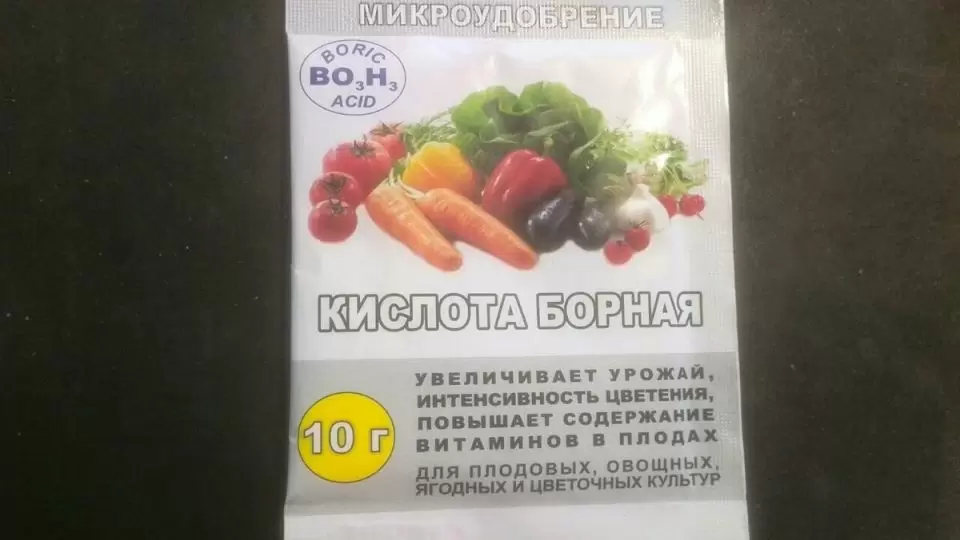 МИКРОУДОБРЕНИЕ
BORIC
BO₃H₃
ACID
КИСЛОТА БОРНАЯ
10 г
УВЕЛИЧИВАЕТ УРОЖАЙ,
ИНТЕНСИВНОСТЬ ЦВЕТЕНИЯ,
ПОВЫШАЕТ СОДЕРЖАНИЕ
ВИТАМИНОВ В ПЛОДАХ
ДЛЯ ПЛОДОВЫХ, ОВОЩНЫХ,
ЯГОДНЫХ И ЦВЕТОЧНЫХ КУЛЬТУР